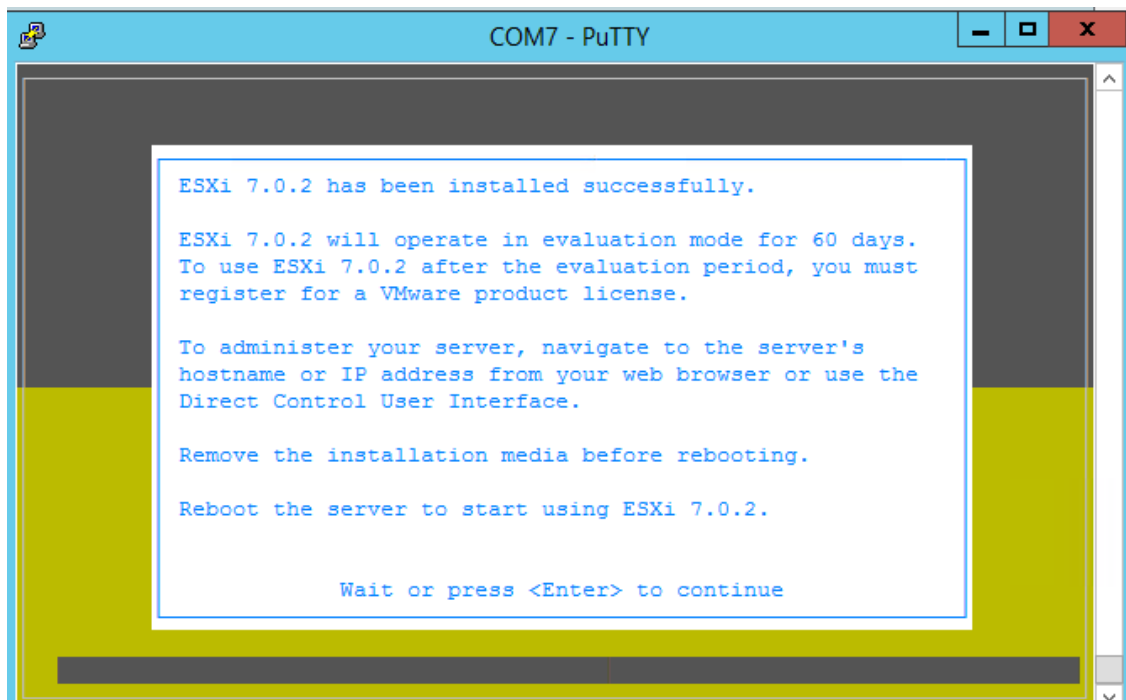 COM7 - PuTTY
ESXi 7.0.2 has been installed successfully.
ESXi 7.0.2 will operate in evaluation mode for 60 days.
To use ESXi 7.0.2 after the evaluation period, you must
register for a VMware product license.
To administer your server, navigate to the server's
hostname or IP address from your web browser or use the
Direct Control User Interface.
Remove the installation media before rebooting.
Reboot the server to start using ESXi 7.0.2.
Wait or press <Enter> to continue